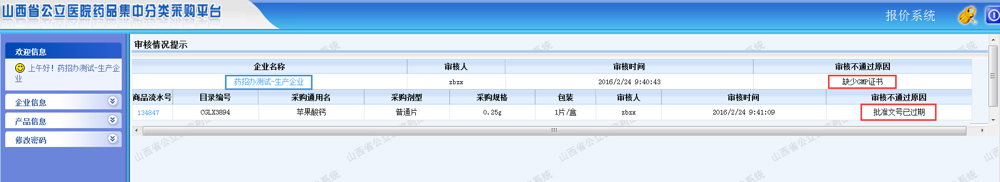 山西省公立医院药品集中分类采购平台
报价系统
欢迎信息
上午好！药招办测试-生产企
业
企业信息
产品信息
修改密码
审核情况提示
企业名称 审核人 审核时间 审核不通过原因
药招办测试-生产企业 zbzx 2016/2/24 9:40:43 缺少GMP证书
商品流水号 目录编号 采购通用名 采购剂型 采购规格 包装 审核人 审核时间 审核不通过原因
134847 CGLX3894 苹果酸钙 普通片 0.25g 1片/盒 zbzx 2016/2/24 9:41:09 批准文号已过期